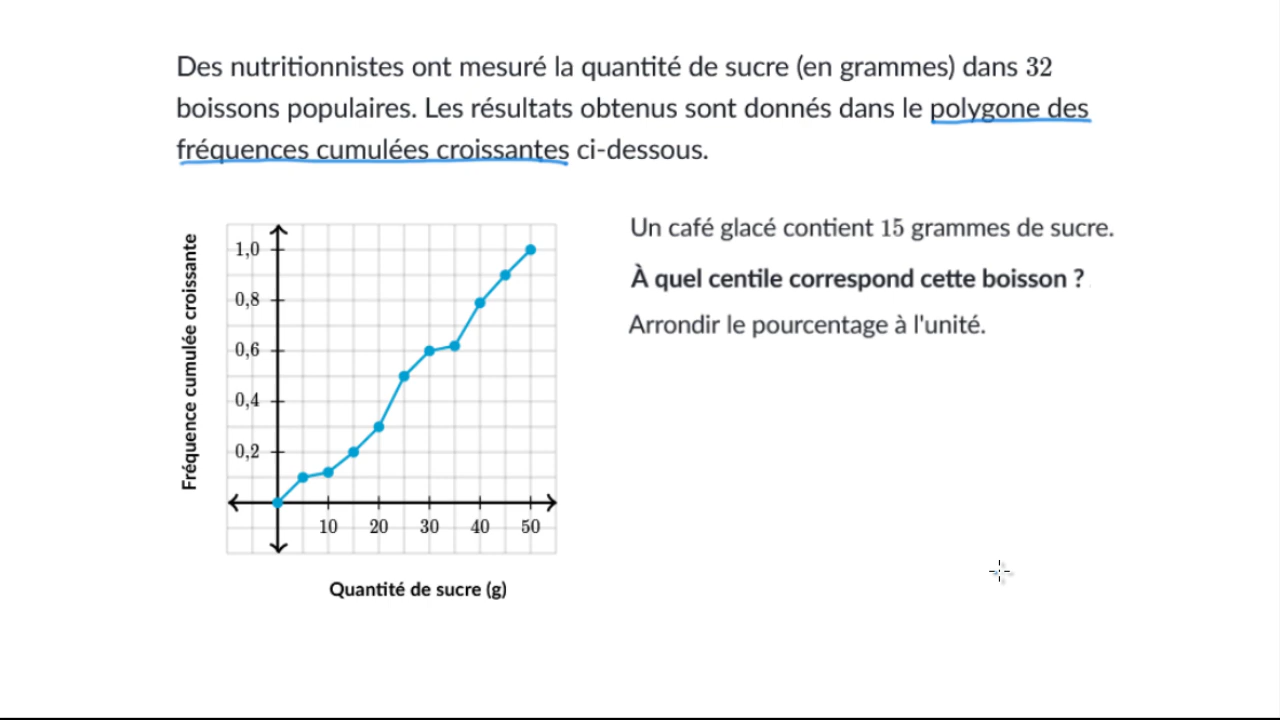 Des nutritionnistes ont mesuré la quantité de sucre (en grammes) dans 32
boissons populaires. Les résultats obtenus sont donnés dans le polygone des
fréquences cumulées croissantes ci-dessous.
Fréquence cumulée croissante
1,0
0,8
0,6
0,4
0,2
10 20 30 40 50
Quantité de sucre (g)
Un café glacé contient 15 grammes de sucre.
À quel centile correspond cette boisson ?
Arrondir le pourcentage à l'unité.